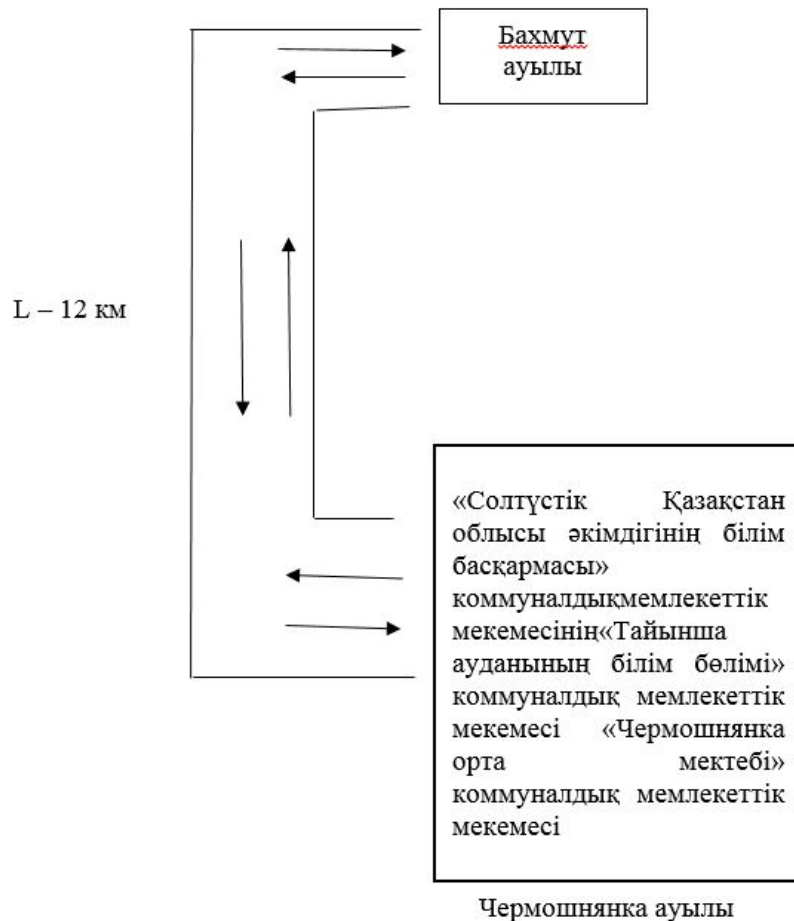 Бахмут
ауылы
L – 12 км
«Солтүстік Қазақстан
облысы әкімдігінің білім
басқармасы»
коммуналдықмемлекеттік
мекемесінің«Тайынша
ауданының білім бөлімі»
коммуналдық мемлекеттік
мекемесі «Чермошнянка
орта мектебі»
коммуналдық мемлекеттік
мекемесі
Чермошнянка ауылы